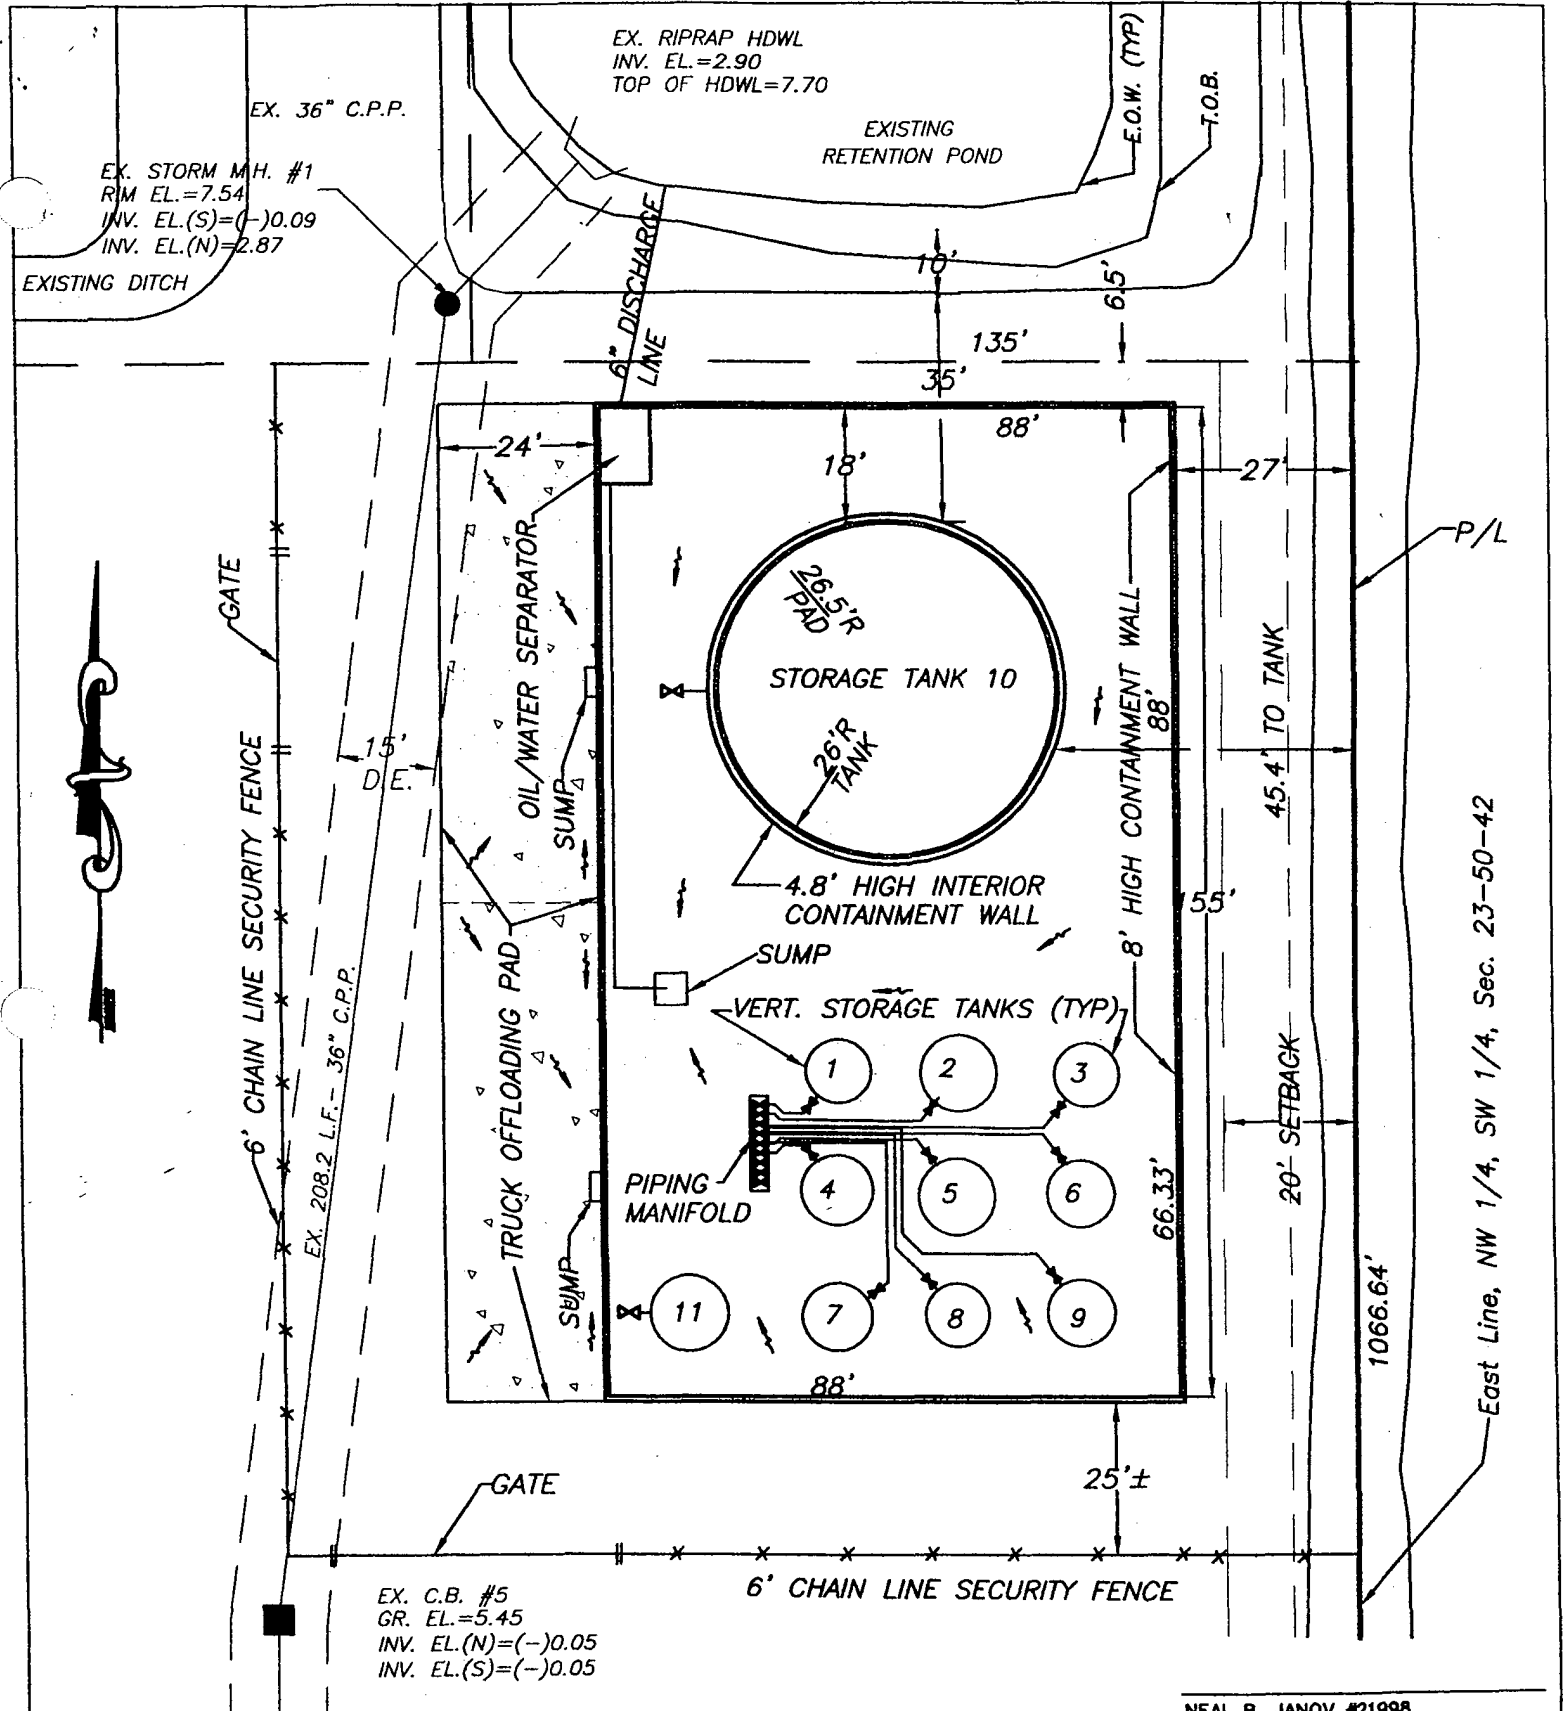 EX. RIPRAP HDWL
INV. EL.=2.90
TOP OF HDWL=7.70
E.O.W. (TYP)
T.O.B.
EX. 36" C.P.P.
EXISTING
RETENTION POND
EX. STORM M.H. #1
RIM EL.=7.54
INV. EL.(S)=(-)0.09
INV. EL.(N)=2.87
EXISTING DITCH
6" DISCHARGE
LINE
10'
6.5'
135'
35'
88'
24'
18'
27'
P/L
GATE
OIL/WATER SEPARATOR
26.5'R
PAD
STORAGE TANK 10
26'R
TANK
8' HIGH CONTAINMENT WALL
88'
45.4' TO TANK
15'
D.E.
SUMP
6' CHAIN LINE SECURITY FENCE
4.8' HIGH INTERIOR
CONTAINMENT WALL
155'
SUMP
VERT. STORAGE TANKS (TYP)
TRUCK OFFLOADING PAD
EX. 208.2 L.F.- 36" C.P.P.
1
2
3
20' SETBACK
PIPING
MANIFOLD
4
5
6
66.33'
SUMP
11
7
8
9
88'
1066.64'
East Line, NW 1/4, SW 1/4, Sec. 23-50-42
25'±
GATE
6' CHAIN LINE SECURITY FENCE
EX. C.B. #5
GR. EL.=5.45
INV. EL.(N)=(-)0.05
INV. EL.(S)=(-)0.05
NEAL B. JANOV #21998